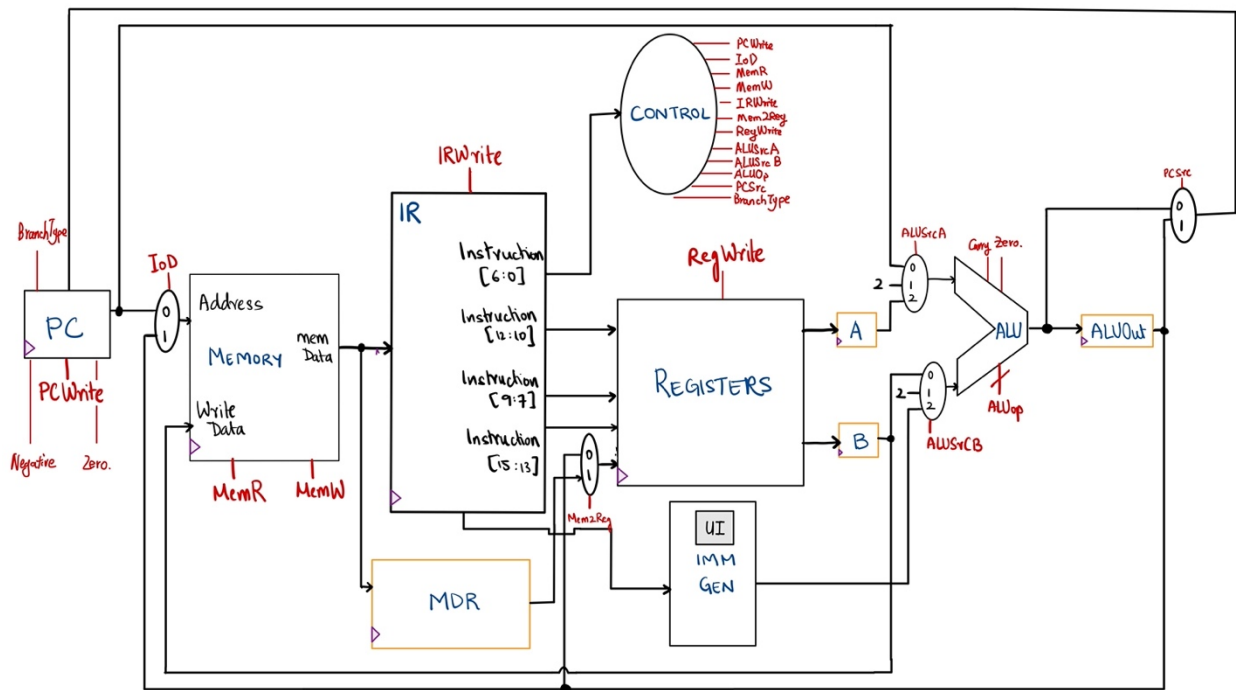 PCWrite
IoD
MemR
MemW
IRWrite
Mem2Reg
RegWrite
ALUSrcA
ALUSrcB
ALUOp
PCSrc
BranchType
CONTROL
IRWrite
IR
Instruction
[6:0]
Instruction
[12:10]
Instruction
[9:7]
Instruction
[15:13]
BranchType
PC
PCWrite
Negative
Zero.
IoD
0
1
Address
MEMORY
mem
Data
Write
Data
MemR
MemW
MDR
0
1
Mem2Reg
RegWrite
REGISTERS
UI
IMM
GEN
A
B
ALUSrcA
0
2
1
2
0
2
1
2
ALUSrCB
Carry
Zero.
ALU
ALUop
ALUOut
PCSrc
0
1